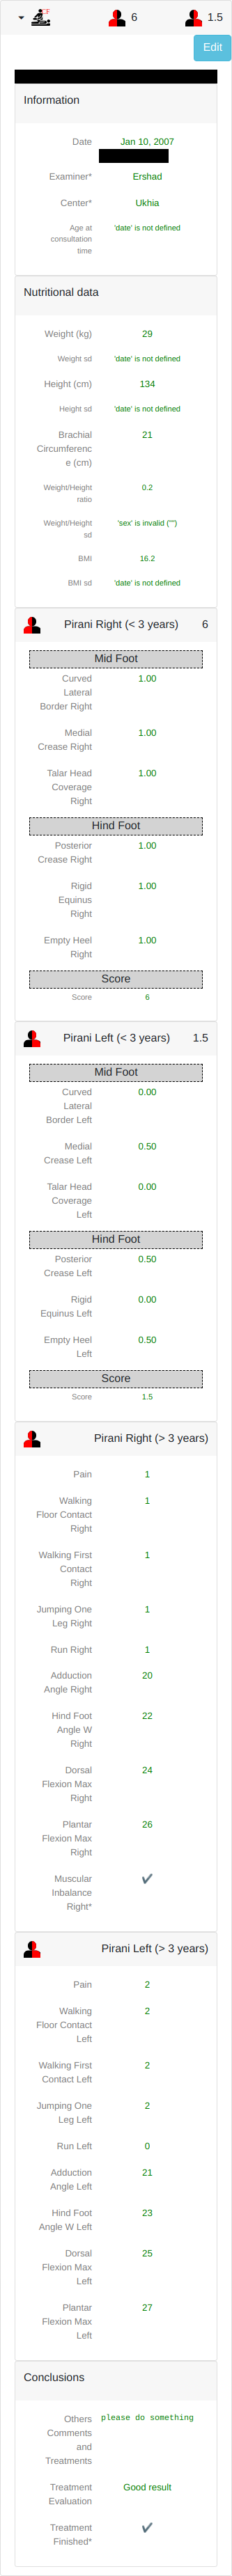 CF 6 1.5
Edit
Information
Date Jan 10, 2007
Examiner* Ershad
Center* Ukhia
Age at 'date' is not defined
consultation
time
Nutritional data
Weight (kg) 29
Weight sd 'date' is not defined
Height (cm) 134
Height sd 'date' is not defined
Brachial 21
Circumferenc
e (cm)
Weight/Height 0.2
ratio
Weight/Height 'sex' is invalid ("")
sd
BMI 16.2
BMI sd 'date' is not defined
Pirani Right (< 3 years) 6
Mid Foot
Curved 1.00
Lateral
Border Right
Medial 1.00
Crease Right
Talar Head 1.00
Coverage
Right
Hind Foot
Posterior 1.00
Crease Right
Rigid 1.00
Equinus
Right
Empty Heel 1.00
Right
Score
Score 6
Pirani Left (< 3 years) 1.5
Mid Foot
Curved 0.00
Lateral
Border Left
Medial 0.50
Crease Left
Talar Head 0.00
Coverage
Left
Hind Foot
Posterior 0.50
Crease Left
Rigid 0.00
Equinus Left
Empty Heel 0.50
Left
Score
Score 1.5
Pirani Right (> 3 years)
Pain 1
Walking 1
Floor Contact
Right
Walking First 1
Contact
Right
Jumping One 1
Leg Right
Run Right 1
Adduction 20
Angle Right
Hind Foot 22
Angle W
Right
Dorsal 24
Flexion Max
Right
Plantar 26
Flexion Max
Right
Muscular ✔
Inbalance
Right*
Pirani Left (> 3 years)
Pain 2
Walking 2
Floor Contact
Left
Walking First 2
Contact Left
Jumping One 2
Leg Left
Run Left 0
Adduction 21
Angle Left
Hind Foot 23
Angle W Left
Dorsal 25
Flexion Max
Left
Plantar 27
Flexion Max
Left
Conclusions
Others please do something
Comments
and
Treatments
Treatment Good result
Evaluation
Treatment ✔
Finished*